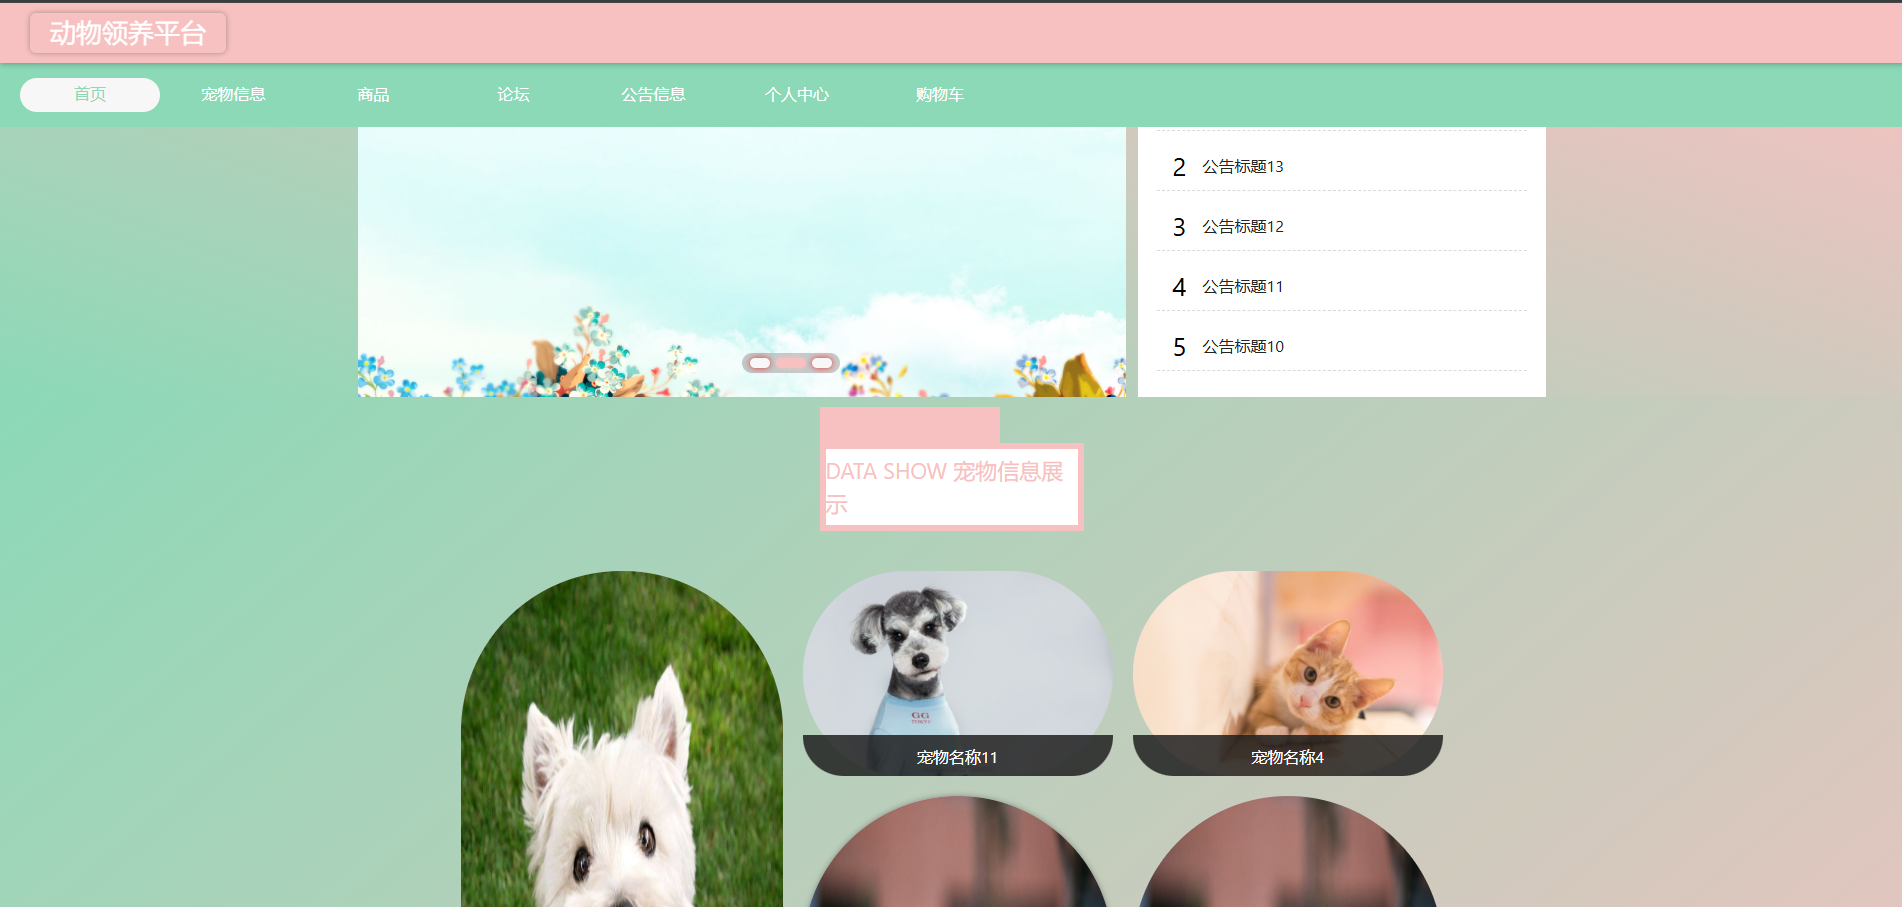 动物领养平台
首页 宠物信息 商品 论坛 公告信息 个人中心 购物车
2 公告标题13
3 公告标题12
4 公告标题11
5 公告标题10
DATA SHOW 宠物信息展
示
GG
宠物名称11
宠物名称4